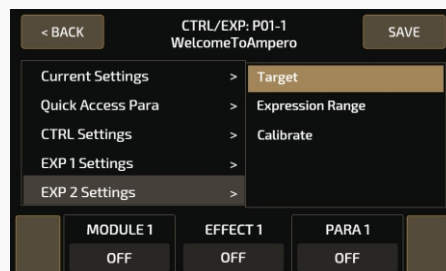 < BACK
CTRL/EXP: P01-1
WelcomeToAmpero
SAVE
Current Settings >
Quick Access Para >
CTRL Settings >
EXP 1 Settings >
EXP 2 Settings >
Target
Expression Range
Calibrate
MODULE 1 EFFECT 1 PARA 1
OFF OFF OFF